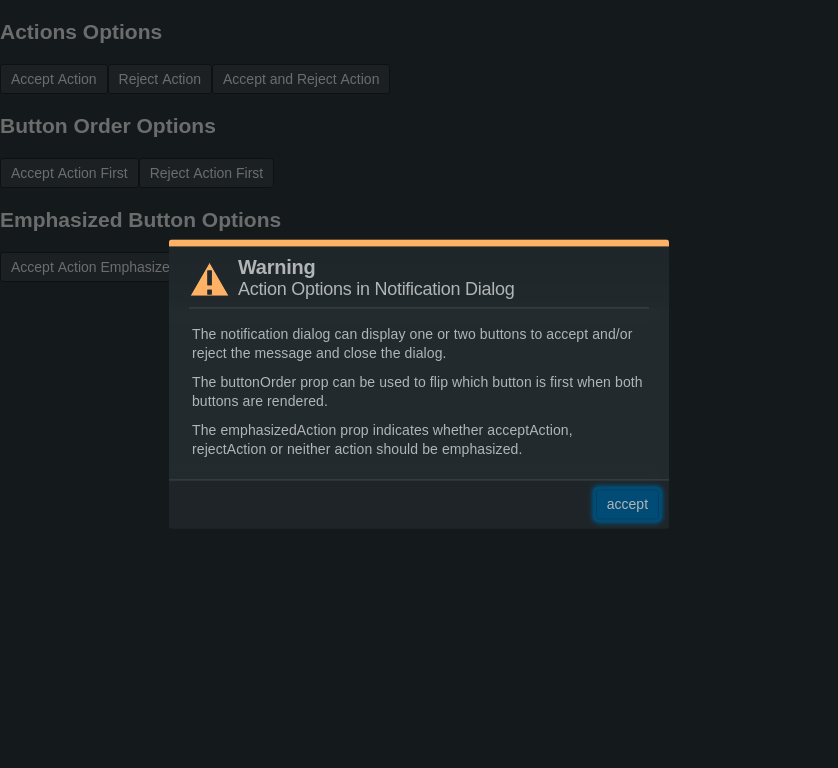 Actions Options
Accept Action Reject Action Accept and Reject Action
Button Order Options
Accept Action First Reject Action First
Emphasized Button Options
Accept Action Emphasize
Warning
Action Options in Notification Dialog
The notification dialog can display one or two buttons to accept and/or
reject the message and close the dialog.
The buttonOrder prop can be used to flip which button is first when both
buttons are rendered.
The emphasizedAction prop indicates whether acceptAction,
rejectAction or neither action should be emphasized.
accept